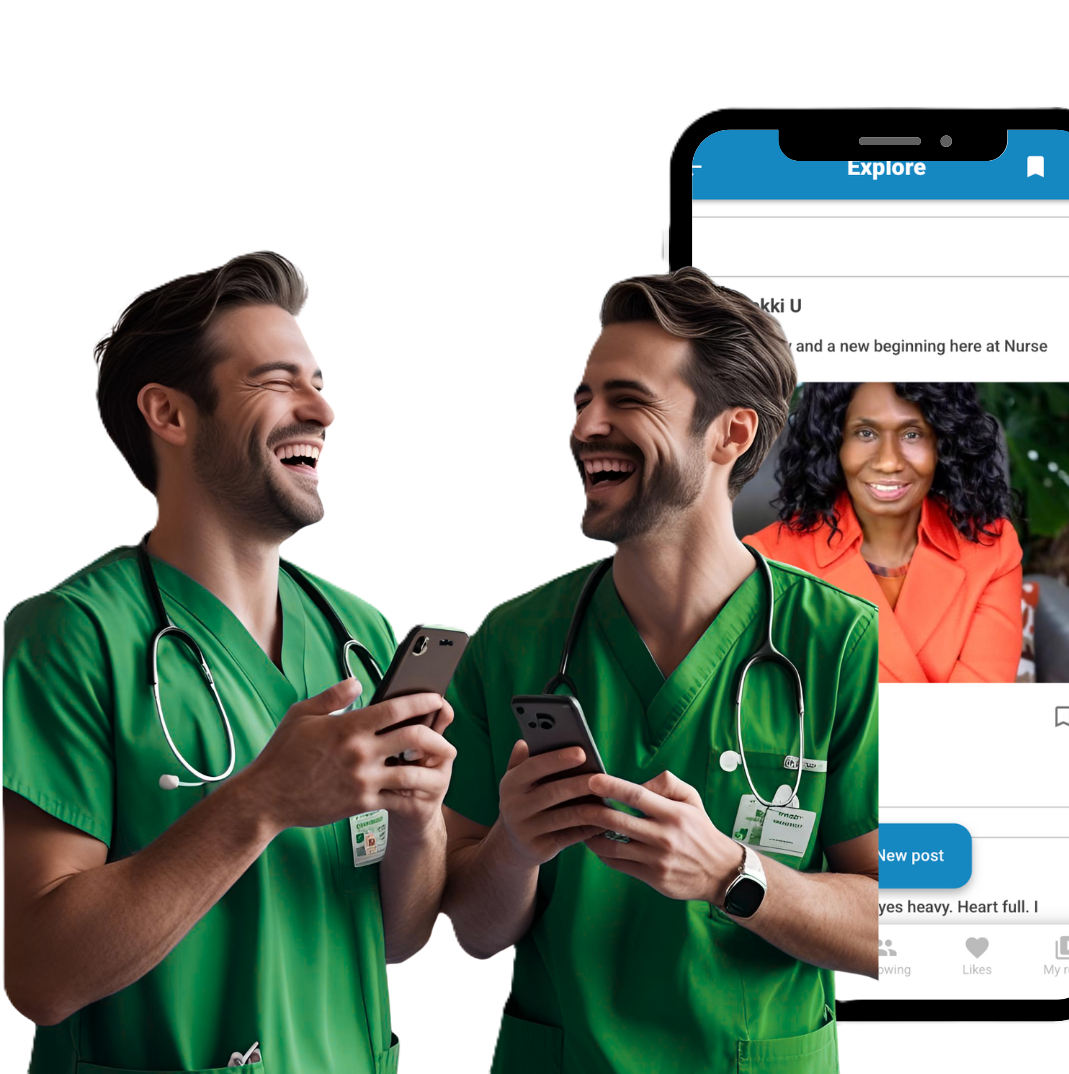 Explore
kki U
and a new beginning here at Nurse
New post
yes heavy. Heart full. I
owing
Likes
My r